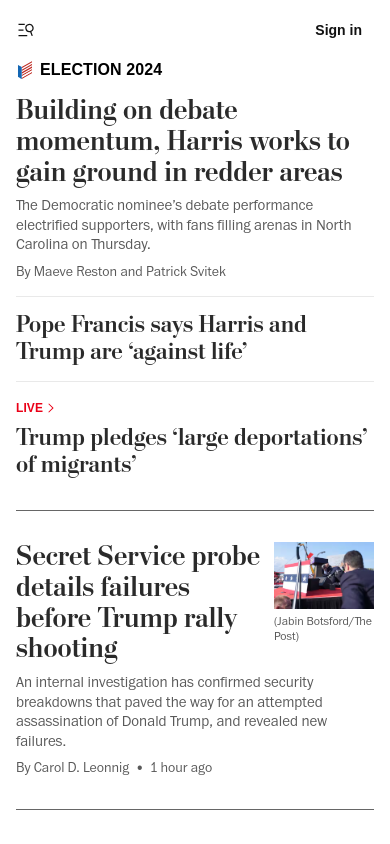 Sign in
ELECTION 2024
Building on debate
momentum, Harris works to
gain ground in redder areas
The Democratic nominee’s debate performance
electrified supporters, with fans filling arenas in North
Carolina on Thursday.
By Maeve Reston and Patrick Svitek
Pope Francis says Harris and
Trump are ‘against life’
LIVE
Trump pledges ‘large deportations’
of migrants’
Secret Service probe
details failures
before Trump rally
shooting
(Jabin Botsford/The
Post)
An internal investigation has confirmed security
breakdowns that paved the way for an attempted
assassination of Donald Trump, and revealed new
failures.
By Carol D. Leonnig • 1 hour ago